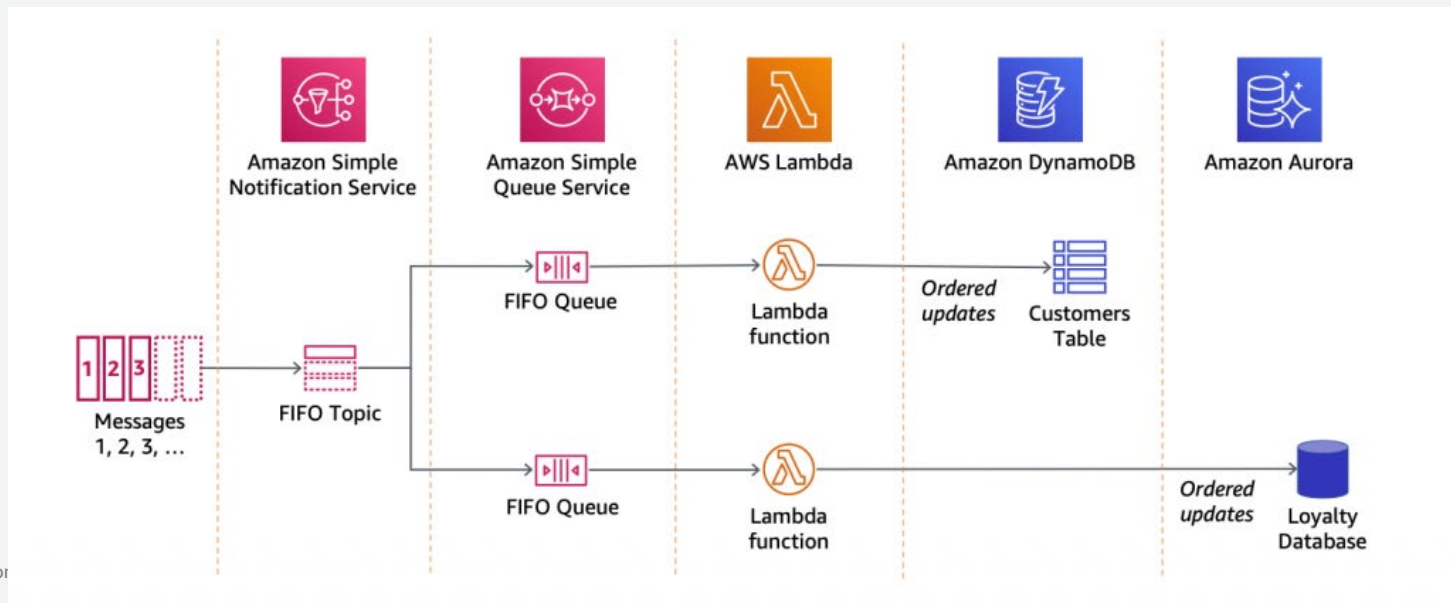 Amazon Simple
Notification Service
Amazon Simple
Queue Service
AWS Lambda
Amazon DynamoDB
Amazon Aurora
FIFO Queue
Lambda
function
Ordered
updates
Customers
Table
1 2 3
Messages
1, 2, 3, ...
FIFO Topic
FIFO Queue
Lambda
function
Ordered
updates
Loyalty
Database